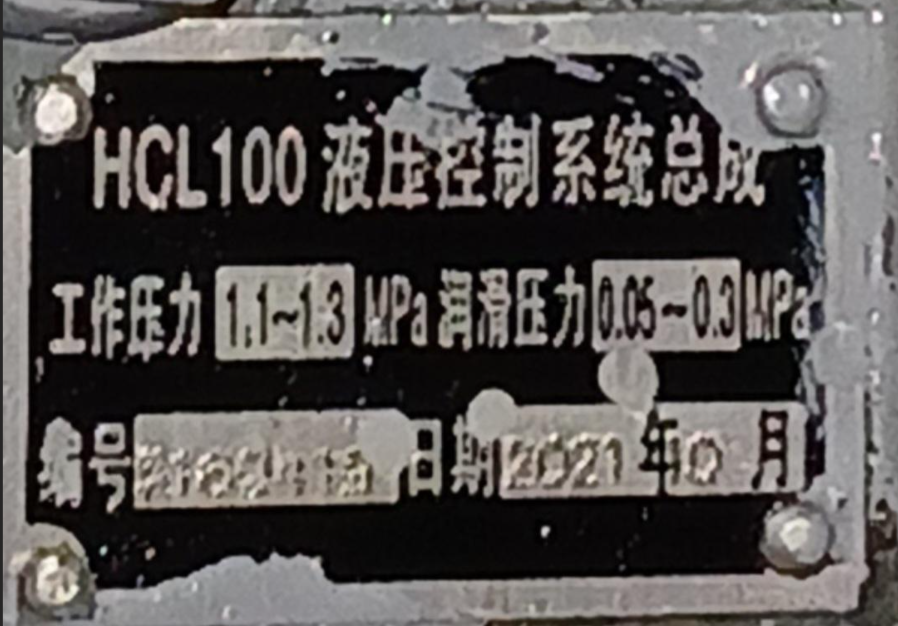 HCL100 液压控制系统总成
工作压力 1.1~1.3 MPa 润滑压力 0.05~0.3 MPa
编号 日期 2021 年 10 月